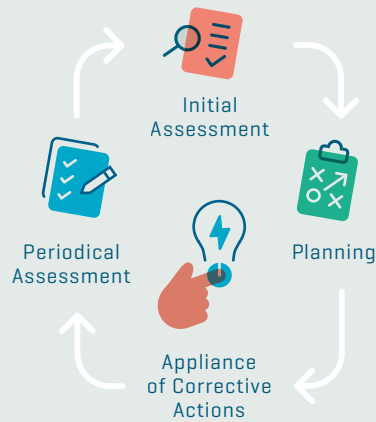 Initial
Assessment
Planning
Appliance
of Corrective
Actions
Periodical
Assessment